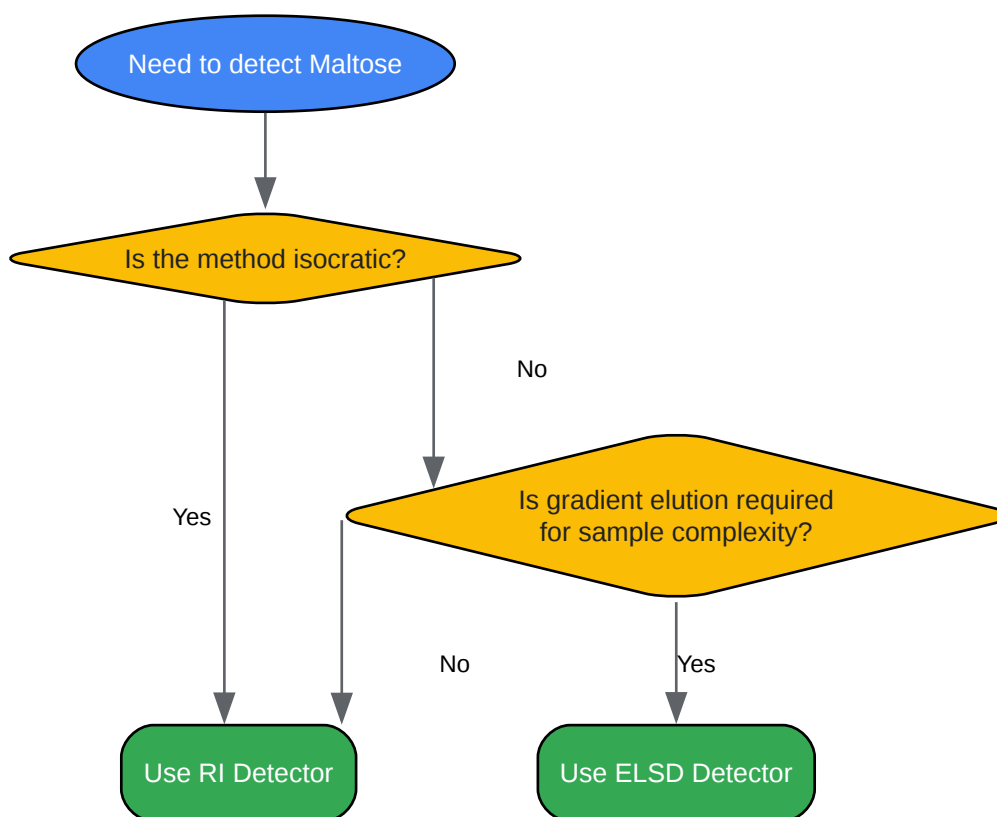 Need to detect Maltose
Is the method isocratic?
No
Is gradient elution required
for sample complexity?
Yes
No
Yes
Use RI Detector
Use ELSD Detector